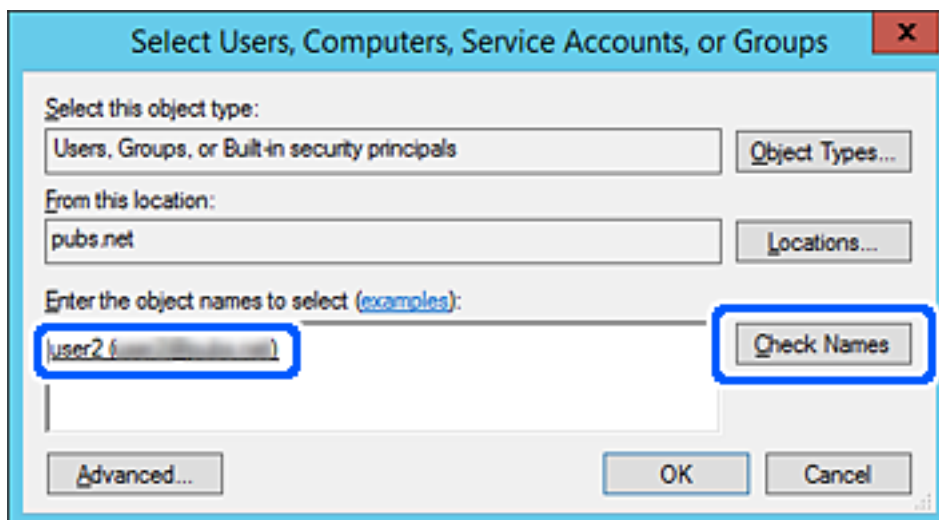 Select Users, Computers, Service Accounts, or Groups
x
Select this object type:
Users, Groups, or Built-in security principals
Object Types...
From this location:
pubs.net
Locations...
Enter the object names to select (examples):
user2 ( )
Check Names
Advanced...
OK
Cancel